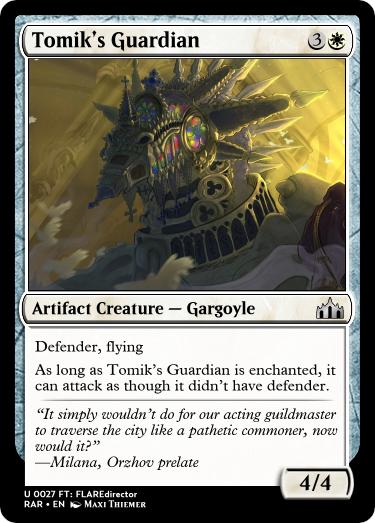 Tomik's Guardian 3
Artifact Creature — Gargoyle
Defender, flying
As long as Tomik's Guardian is enchanted, it
can attack as though it didn't have defender.
“It simply wouldn't do for our acting guildmaster
to traverse the city like a pathetic commoner, now
would it?”
—Milana, Orzhov prelate
4/4
U 0027 FT: FLAREdirector
RAR • EN Maxi Thiemer